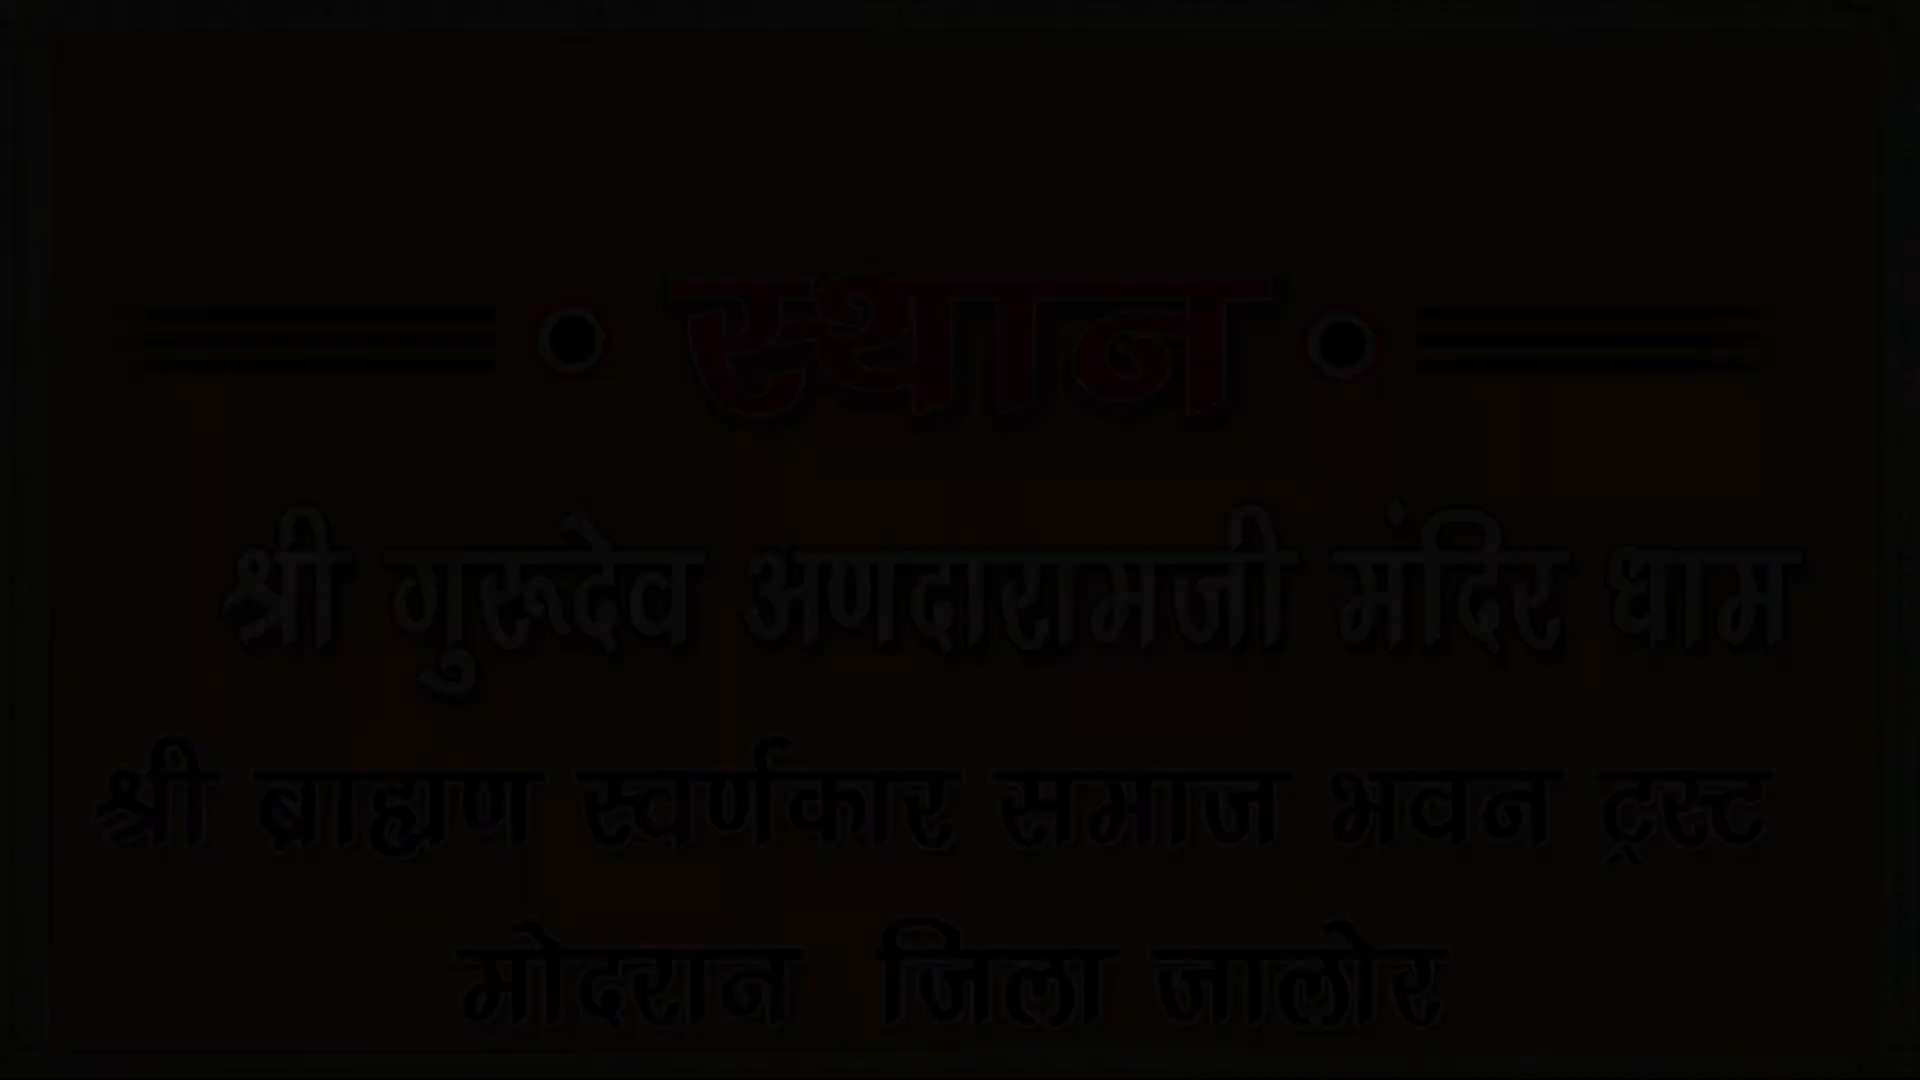 स्थान
श्री गुरूदेव अणदारामजी मंदिर धाम
श्री ब्राह्मण स्वर्णकार समाज भवन ट्रस्ट
मोदरान जिला जालोर